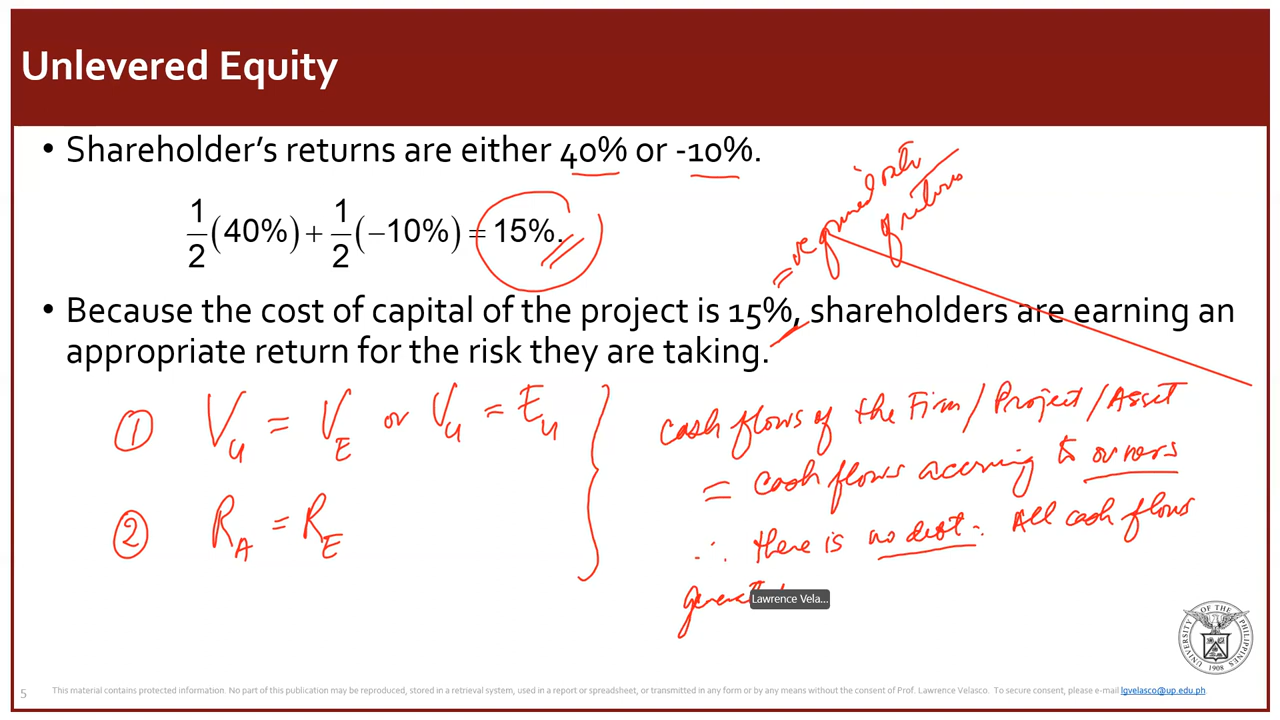 Unlevered Equity
• Shareholder's returns are either 40% or -10%.
1/2 (40%) + 1/2 (−10%) = 15%.
= required rate
of return
• Because the cost of capital of the project is 15%, shareholders are earning an
appropriate return for the risk they are taking.
① V_U = V_E or V_U = E_U
② R_A = R_E
cash flows of the Firm / Project / Asset
= cash flows accruing to owners
∴ there is no debt. All cash flows
Lawrence Vela...
UNIVERSITY OF THE PHILIPPINES
1908
5
This material contains protected information. No part of this publication may be reproduced, stored in a retrieval system, used in a report or spreadsheet, or transmitted in any form or by any means without the consent of Prof. Lawrence Velasco. To secure consent, please e-mail lgvelasco@up.edu.ph.